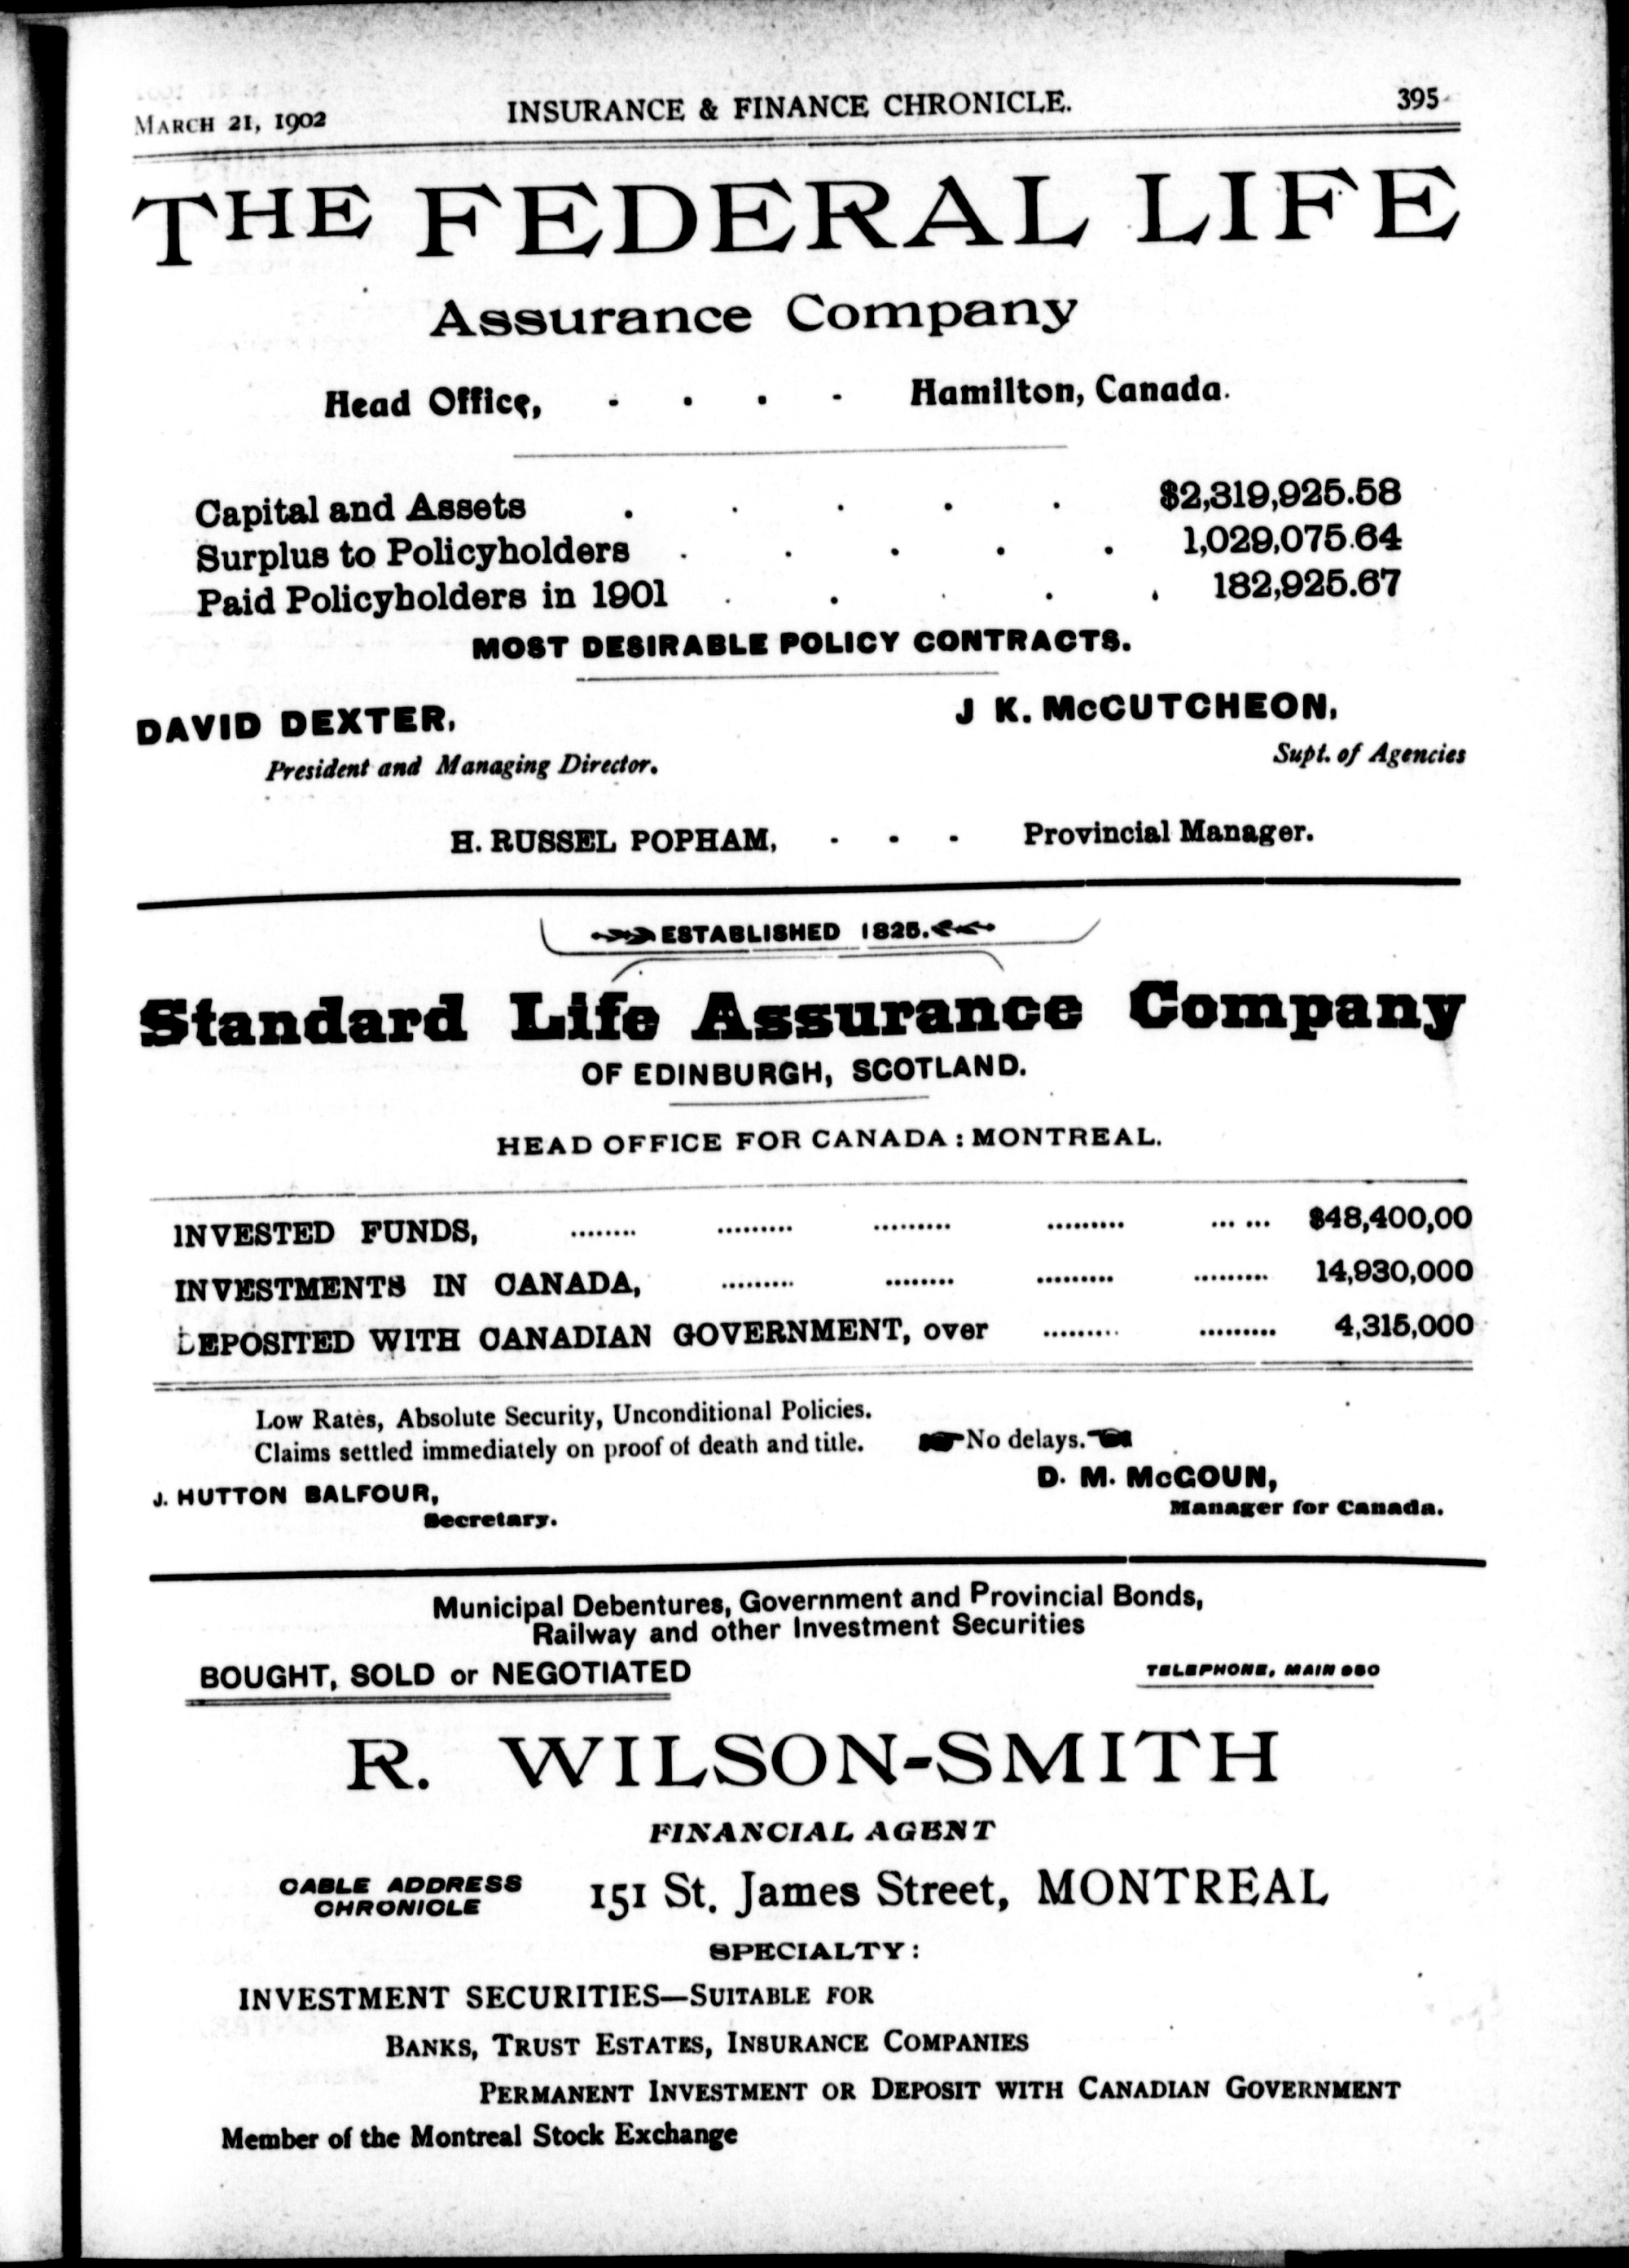 MARCH 21, 1902 INSURANCE & FINANCE CHRONICLE. 395
THE FEDERAL LIFE
Assurance Company
Head Office, - - - - Hamilton, Canada.
Capital and Assets . . . . . $2,319,925.58
Surplus to Policyholders . . . . . 1,029,075.64
Paid Policyholders in 1901 . . . . . 182,925.67
MOST DESIRABLE POLICY CONTRACTS.
DAVID DEXTER, J K. McCUTCHEON,
President and Managing Director. Supt. of Agencies
H. RUSSEL POPHAM, - - - Provincial Manager.
ESTABLISHED 1825.
Standard Life Assurance Company
OF EDINBURGH, SCOTLAND.
HEAD OFFICE FOR CANADA : MONTREAL.
INVESTED FUNDS, ........ ......... ......... ......... ... ... $48,400,00
INVESTMENTS IN CANADA, ......... ........ ......... ......... 14,930,000
DEPOSITED WITH CANADIAN GOVERNMENT, over ......... ......... 4,315,000
Low Rates, Absolute Security, Unconditional Policies.
Claims settled immediately on proof of death and title. ☛No delays.☚
J. HUTTON BALFOUR, D. M. McGOUN,
Secretary. Manager for Canada.
Municipal Debentures, Government and Provincial Bonds,
Railway and other Investment Securities
BOUGHT, SOLD or NEGOTIATED TELEPHONE, MAIN
R. WILSON-SMITH
FINANCIAL AGENT
CABLE ADDRESS
CHRONICLE
151 St. James Street, MONTREAL
SPECIALTY :
INVESTMENT SECURITIES—SUITABLE FOR
BANKS, TRUST ESTATES, INSURANCE COMPANIES
PERMANENT INVESTMENT OR DEPOSIT WITH CANADIAN GOVERNMENT
Member of the Montreal Stock Exchange